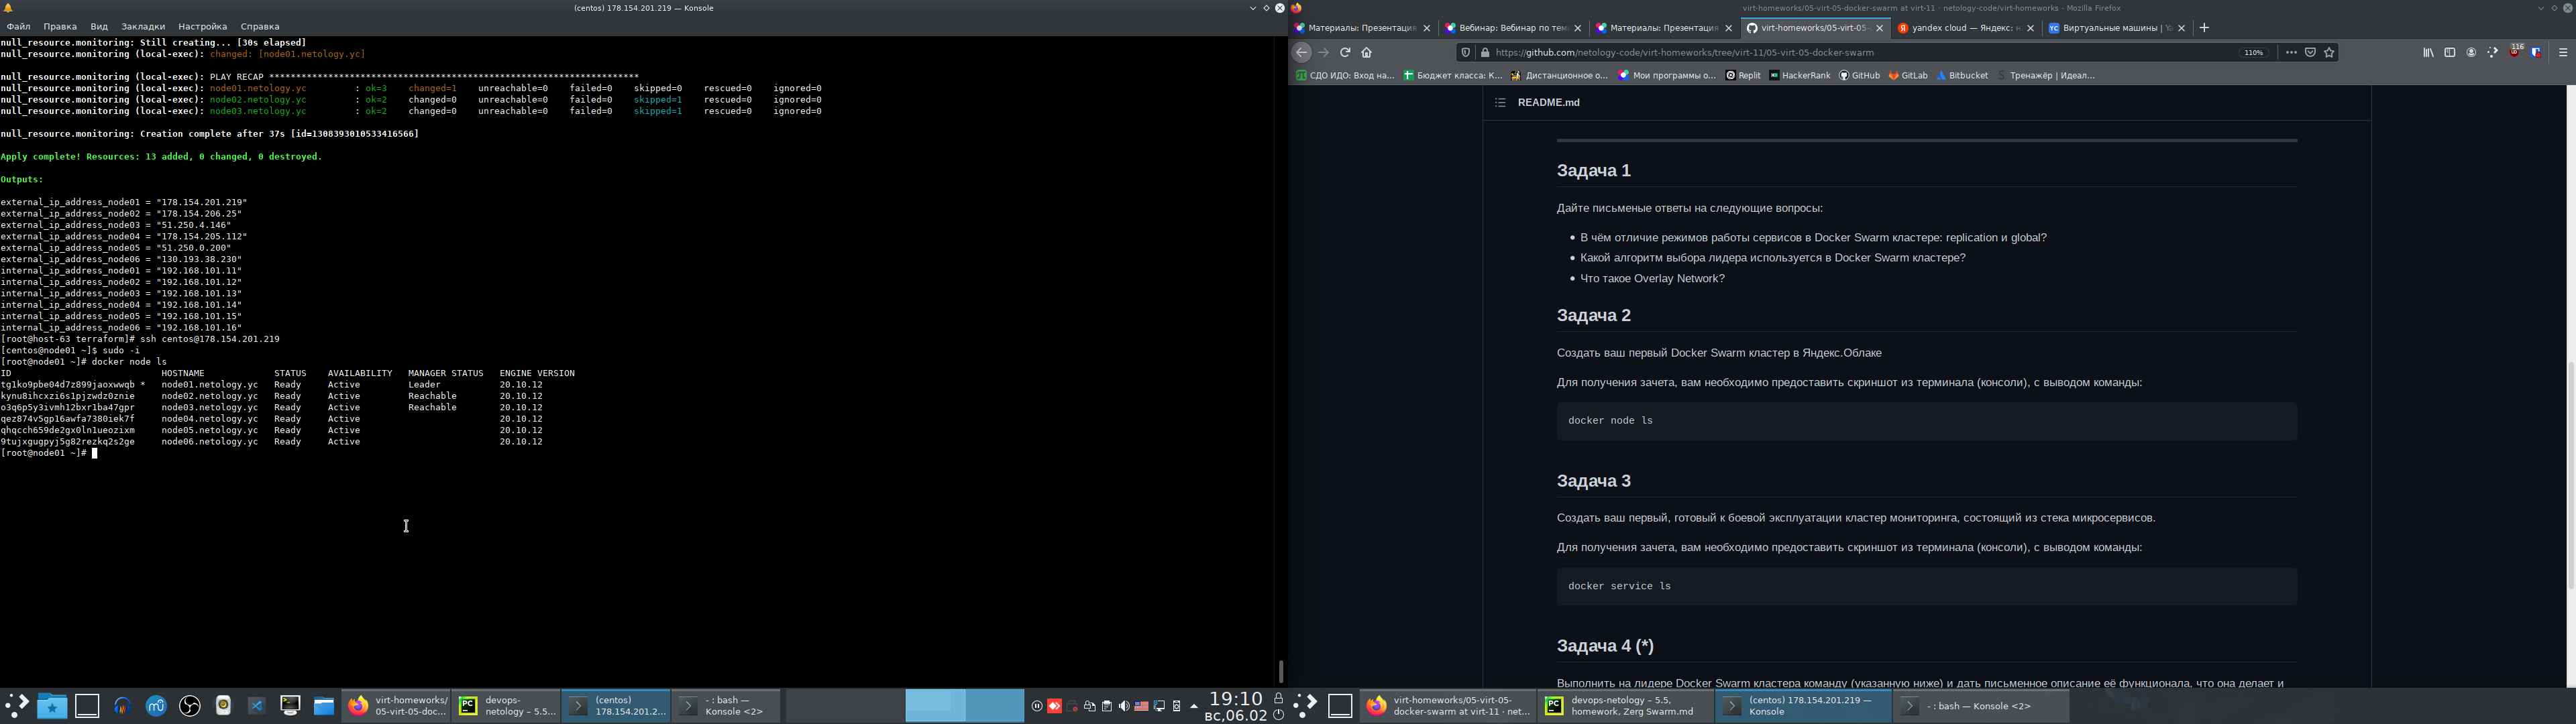 (centos) 178.154.201.219 — Konsole
Файл Правка Вид Закладки Настройка Справка
null_resource.monitoring: Still creating... [30s elapsed]
null_resource.monitoring (local-exec): changed: [node01.netology.yc]
null_resource.monitoring (local-exec): PLAY RECAP *********************************************************************
null_resource.monitoring (local-exec): node01.netology.yc : ok=3 changed=1 unreachable=0 failed=0 skipped=0 rescued=0 ignored=0
null_resource.monitoring (local-exec): node02.netology.yc : ok=2 changed=0 unreachable=0 failed=0 skipped=1 rescued=0 ignored=0
null_resource.monitoring (local-exec): node03.netology.yc : ok=2 changed=0 unreachable=0 failed=0 skipped=1 rescued=0 ignored=0
null_resource.monitoring: Creation complete after 37s [id=1308393010533416566]
Apply complete! Resources: 13 added, 0 changed, 0 destroyed.
Outputs:
external_ip_address_node01 = "178.154.201.219"
external_ip_address_node02 = "178.154.206.25"
external_ip_address_node03 = "51.250.4.146"
external_ip_address_node04 = "178.154.205.112"
external_ip_address_node05 = "51.250.0.200"
external_ip_address_node06 = "130.193.38.230"
internal_ip_address_node01 = "192.168.101.11"
internal_ip_address_node02 = "192.168.101.12"
internal_ip_address_node03 = "192.168.101.13"
internal_ip_address_node04 = "192.168.101.14"
internal_ip_address_node05 = "192.168.101.15"
internal_ip_address_node06 = "192.168.101.16"
[root@host-63 terraform]# ssh centos@178.154.201.219
[centos@node01 ~]$ sudo -i
[root@node01 ~]# docker node ls
ID HOSTNAME STATUS AVAILABILITY MANAGER STATUS ENGINE VERSION
tg1ko9pbe04d7z899jaoxwwqb * node01.netology.yc Ready Active Leader 20.10.12
kynu8ihcxzi6s1pjzwdz0znie node02.netology.yc Ready Active Reachable 20.10.12
o3q6p5y3ivmh12bxr1ba47gpr node03.netology.yc Ready Active Reachable 20.10.12
qez874v5gp16awfa7380iek7f node04.netology.yc Ready Active 20.10.12
qhqcch659de2gx0ln1ueozixm node05.netology.yc Ready Active 20.10.12
9tujxgugpyj5g82rezkq2s2ge node06.netology.yc Ready Active 20.10.12
[root@node01 ~]#
virt-homeworks/
05-virt-05-doc...
devops-
netology – 5.5...
(centos)
178.154.201.2...
- : bash —
Konsole <2>
19:10
вс,06.02
virt-homeworks/05-virt-05-docker-swarm at virt-11 · netology-code/virt-homeworks - Mozilla Firefox
Материалы: Презентация
Вебинар: Вебинар по тем
Материалы: Презентация
virt-homeworks/05-virt-05-
yandex cloud — Яндекс: н
Виртуальные машины | Ya
https://github.com/netology-code/virt-homeworks/tree/virt-11/05-virt-05-docker-swarm
110%
116
СДО ИДО: Вход на...
Бюджет класса: К...
Дистанционное о...
Мои программы о...
Replit
HackerRank
GitHub
GitLab
Bitbucket
Тренажёр | Идеал...
README.md
Задача 1
Дайте письменые ответы на следующие вопросы:
• В чём отличие режимов работы сервисов в Docker Swarm кластере: replication и global?
• Какой алгоритм выбора лидера используется в Docker Swarm кластере?
• Что такое Overlay Network?
Задача 2
Создать ваш первый Docker Swarm кластер в Яндекс.Облаке
Для получения зачета, вам необходимо предоставить скриншот из терминала (консоли), с выводом команды:
docker node ls
Задача 3
Создать ваш первый, готовый к боевой эксплуатации кластер мониторинга, состоящий из стека микросервисов.
Для получения зачета, вам необходимо предоставить скриншот из терминала (консоли), с выводом команды:
docker service ls
Задача 4 (*)
Выполнить на лидере Docker Swarm кластера команду (указанную ниже) и дать письменное описание её функционала, что она делает и
virt-homeworks/05-virt-05-
docker-swarm at virt-11 · net...
devops-netology – 5.5,
homework, Zerg Swarm.md
(centos) 178.154.201.219 —
Konsole
- : bash — Konsole <2>